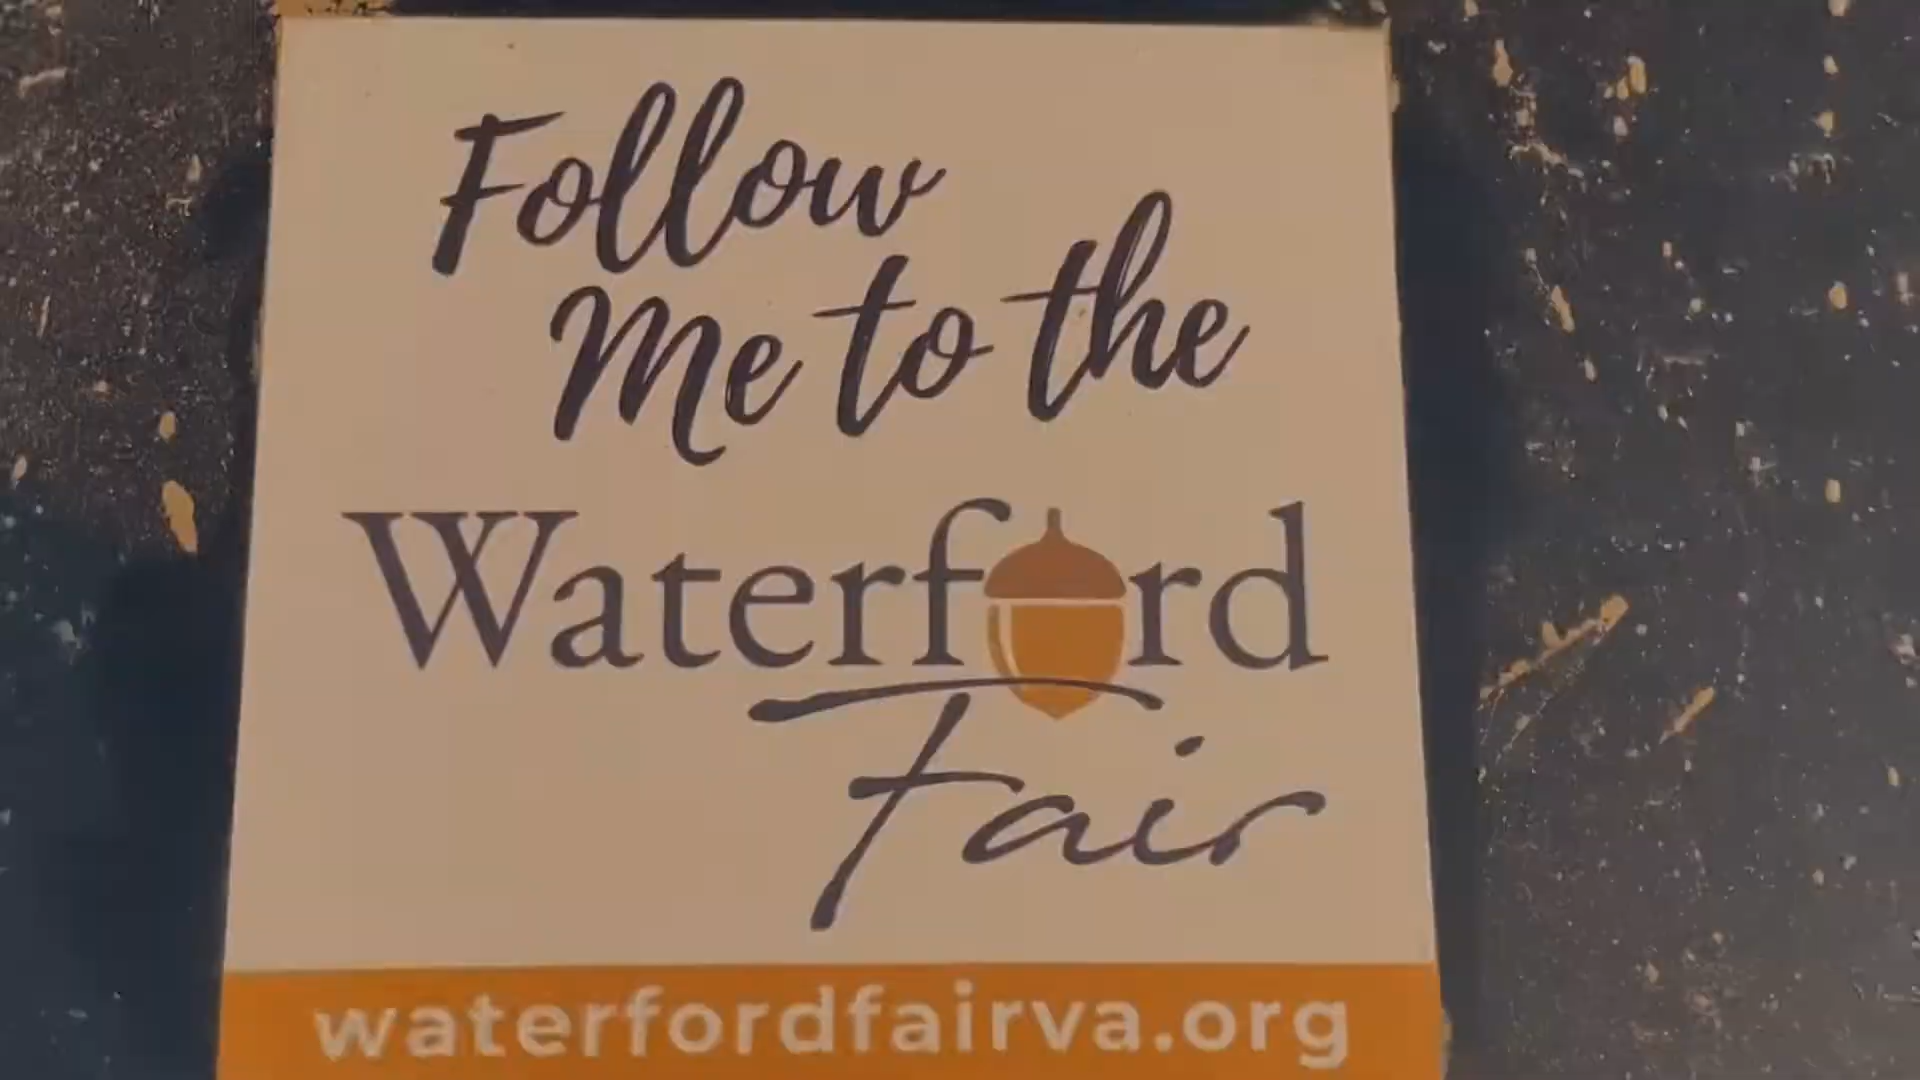 Follow
Me to the
Waterford
Fair
waterfordfairva.org